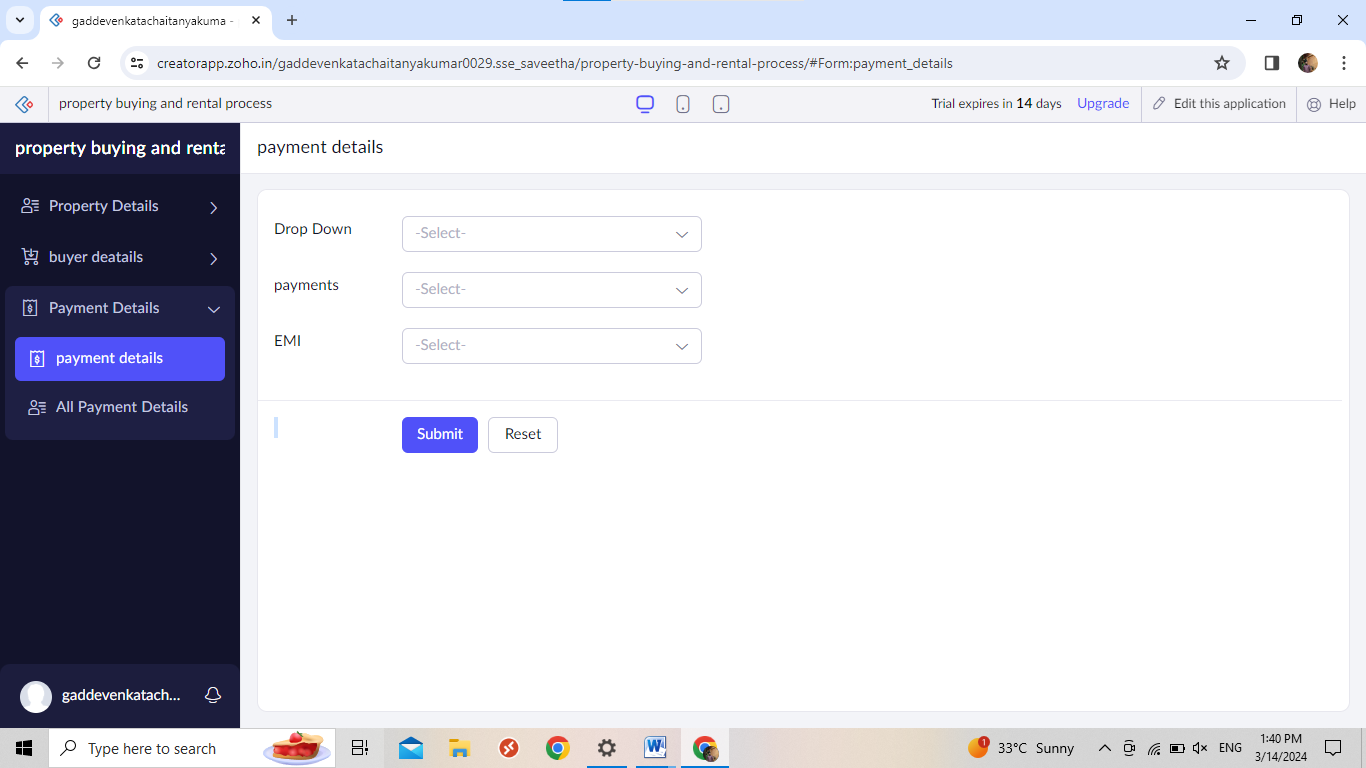 gaddevenkatachaitanyakuma -
creatorapp.zoho.in/gaddevenkatachaitanyakumar0029.sse_saveetha/property-buying-and-rental-process/#Form:payment_details
property buying and rental process
Trial expires in 14 days Upgrade Edit this application Help
property buying and renta
payment details
Property Details
buyer deatails
Payment Details
payment details
All Payment Details
Drop Down -Select-
payments -Select-
EMI -Select-
Submit Reset
gaddevenkatach...
Type here to search
1
33°C Sunny
ENG
1:40 PM
3/14/2024